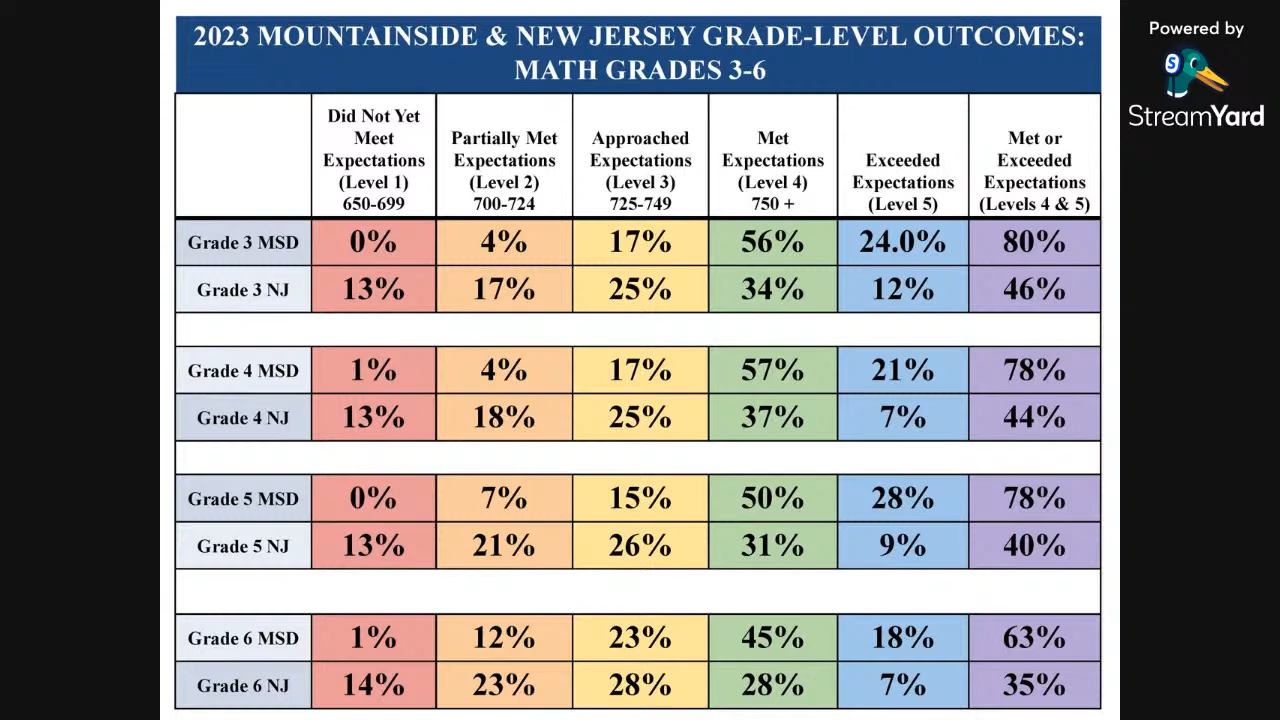 2023 MOUNTAINSIDE & NEW JERSEY GRADE-LEVEL OUTCOMES:
MATH GRADES 3-6
Did Not Yet
Meet
Expectations
(Level 1)
650-699
Partially Met
Expectations
(Level 2)
700-724
Approached
Expectations
(Level 3)
725-749
Met
Expectations
(Level 4)
750 +
Exceeded
Expectations
(Level 5)
Met or
Exceeded
Expectations
(Levels 4 & 5)
Grade 3 MSD 0% 4% 17% 56% 24.0% 80%
Grade 3 NJ 13% 17% 25% 34% 12% 46%
Grade 4 MSD 1% 4% 17% 57% 21% 78%
Grade 4 NJ 13% 18% 25% 37% 7% 44%
Grade 5 MSD 0% 7% 15% 50% 28% 78%
Grade 5 NJ 13% 21% 26% 31% 9% 40%
Grade 6 MSD 1% 12% 23% 45% 18% 63%
Grade 6 NJ 14% 23% 28% 28% 7% 35%
Powered by
S
StreamYard